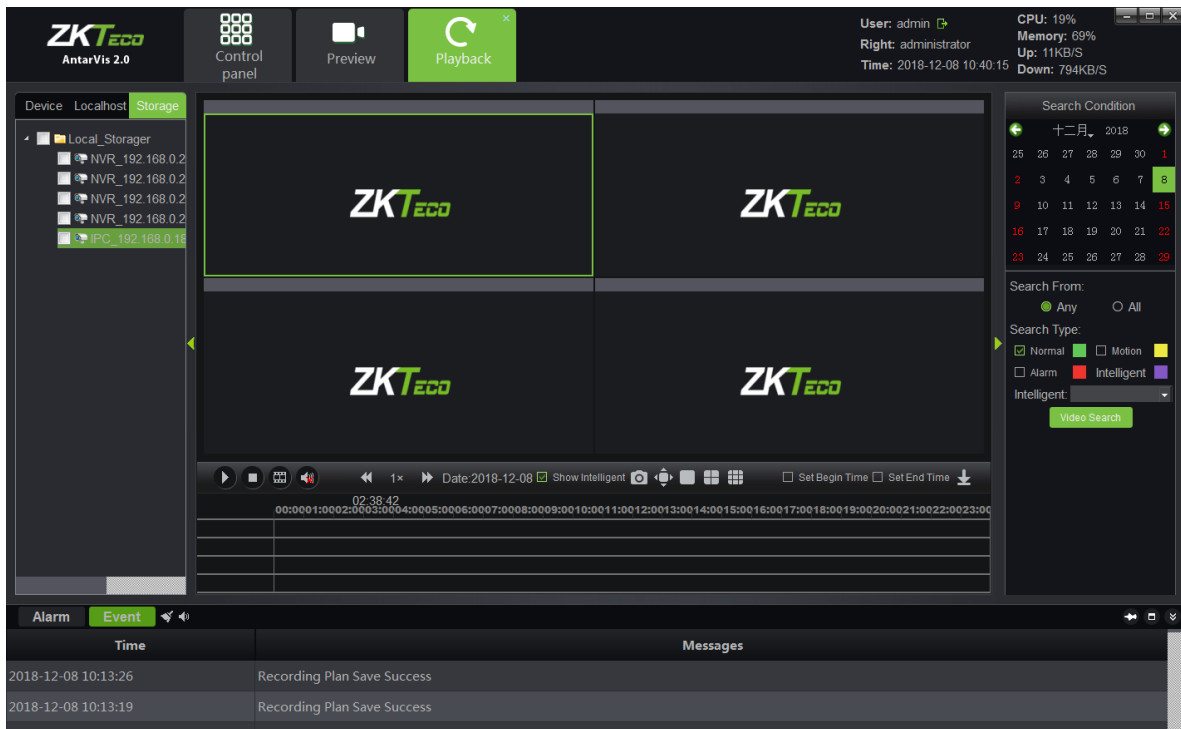 ZKTeco
AntarVis 2.0
Control
panel
Preview
Playback
User: admin
Right: administrator
Time: 2018-12-08 10:40:15
CPU: 19%
Memory: 69%
Up: 11KB/S
Down: 794KB/S
Device Localhost Storage
Local_Storager
NVR_192.168.0.2
NVR_192.168.0.2
NVR_192.168.0.2
NVR_192.168.0.2
IPC_192.168.0.18
ZKTeco
ZKTeco
ZKTeco
ZKTeco
Search Condition
十二月 2018
25 26 27 28 29 30 1
2 3 4 5 6 7 8
9 10 11 12 13 14 15
16 17 18 19 20 21 22
23 24 25 26 27 28 29
Search From:
Any All
Search Type:
Normal Motion
Alarm Intelligent
Intelligent:
Video Search
1× Date:2018-12-08 Show Intelligent Set Begin Time Set End Time
02:38:42
00:0001:0002:0003:0004:0005:0006:0007:0008:0009:0010:0011:0012:0013:0014:0015:0016:0017:0018:0019:0020:0021:0022:0023:00
Alarm Event
Time Messages
2018-12-08 10:13:26 Recording Plan Save Success
2018-12-08 10:13:19 Recording Plan Save Success